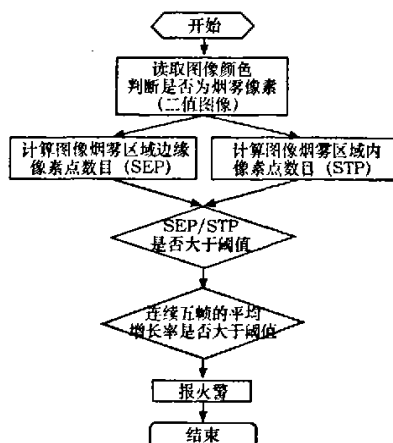 开始
读取图像颜色
判断是否为烟雾像素
(二值图像)
计算图像烟雾区域边缘
像素点数目(SEP)
计算图像烟雾区域内
像素点数目(STP)
SEP/STP
是否大于阈值
连续五帧的平均
增长率是否大于阈值
报火警
结束